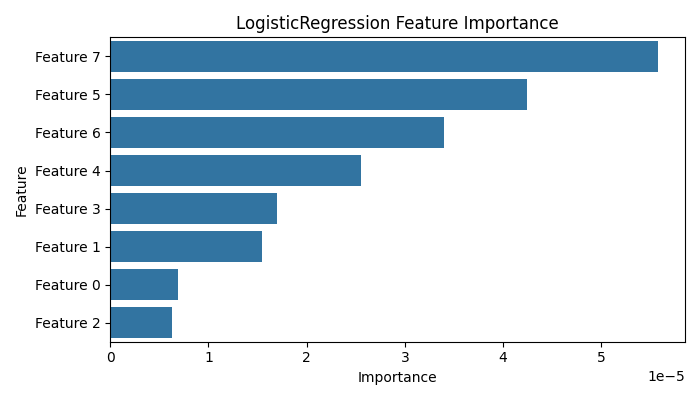 LogisticRegression Feature Importance
Feature
Feature 7
Feature 5
Feature 6
Feature 4
Feature 3
Feature 1
Feature 0
Feature 2
0 1 2 3 4 5
1e−5
Importance